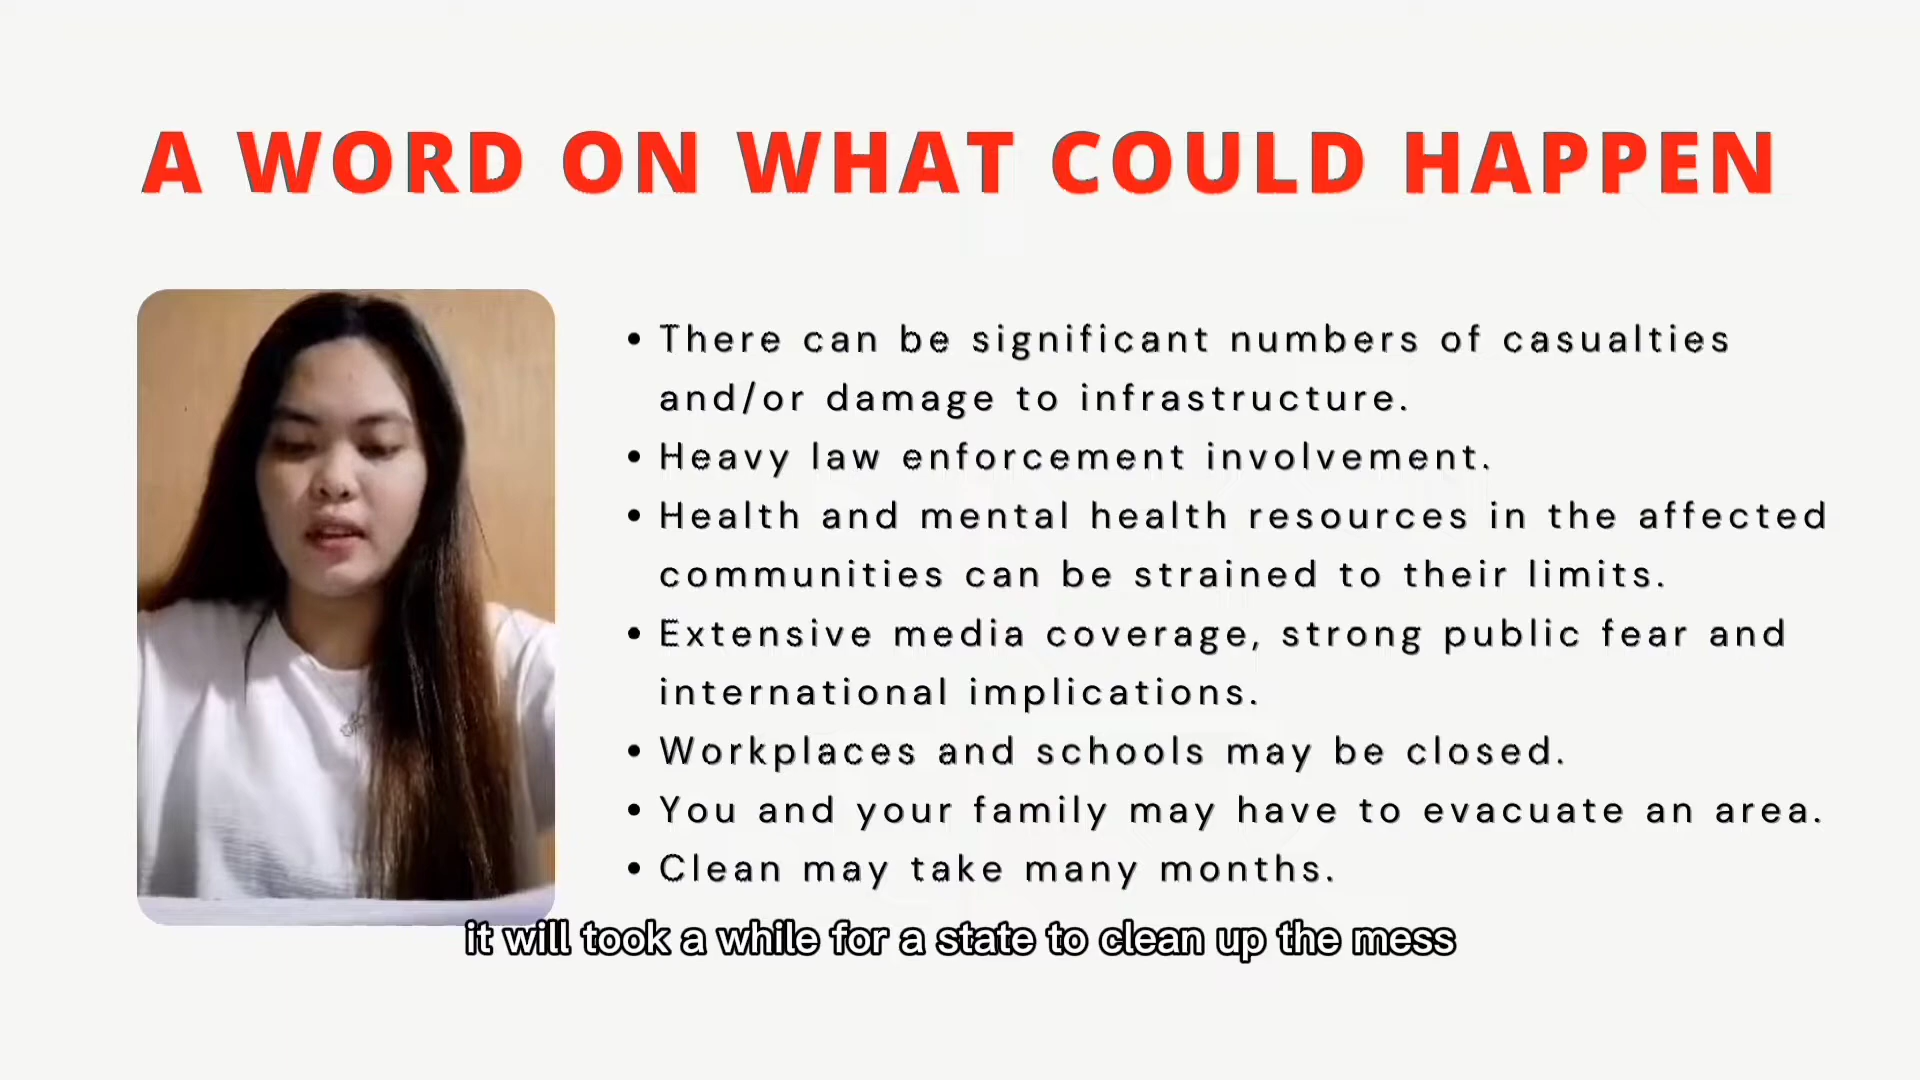 A WORD ON WHAT COULD HAPPEN
• There can be significant numbers of casualties
and/or damage to infrastructure.
• Heavy law enforcement involvement.
• Health and mental health resources in the affected
communities can be strained to their limits.
• Extensive media coverage, strong public fear and
international implications.
• Workplaces and schools may be closed.
• You and your family may have to evacuate an area.
• Clean may take many months.
it will took a while for a state to clean up the mess